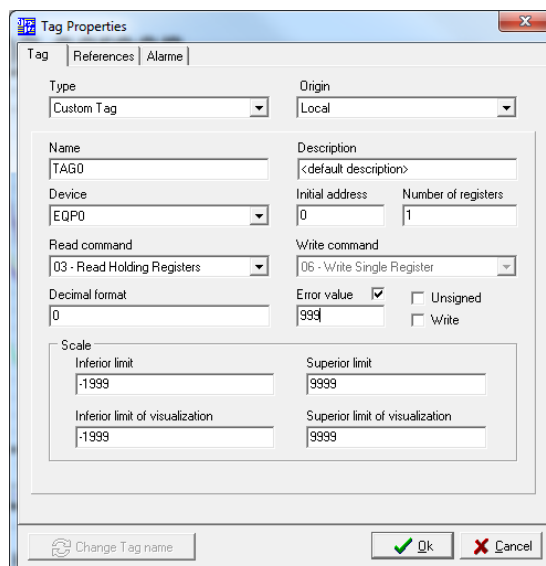 Tag Properties
Tag References Alarme
Type Origin
Custom Tag Local
Name Description
TAG0 <default description>
Device Initial address Number of registers
EQP0 0 1
Read command Write command
03 - Read Holding Registers 06 - Write Single Register
Decimal format Error value Unsigned
0 999 Write
Scale
Inferior limit Superior limit
-1999 9999
Inferior limit of visualization Superior limit of visualization
-1999 9999
Change Tag name Ok Cancel